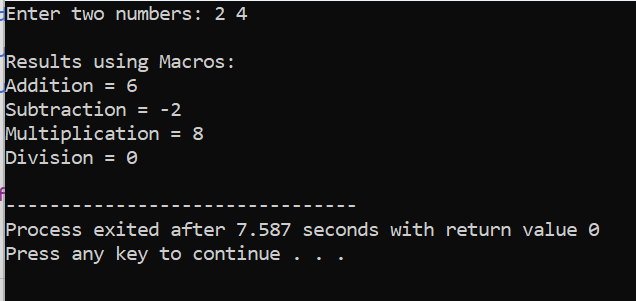 Enter two numbers: 2 4
Results using Macros:
Addition = 6
Subtraction = -2
Multiplication = 8
Division = 0
--------------------------------
Process exited after 7.587 seconds with return value 0
Press any key to continue . . .